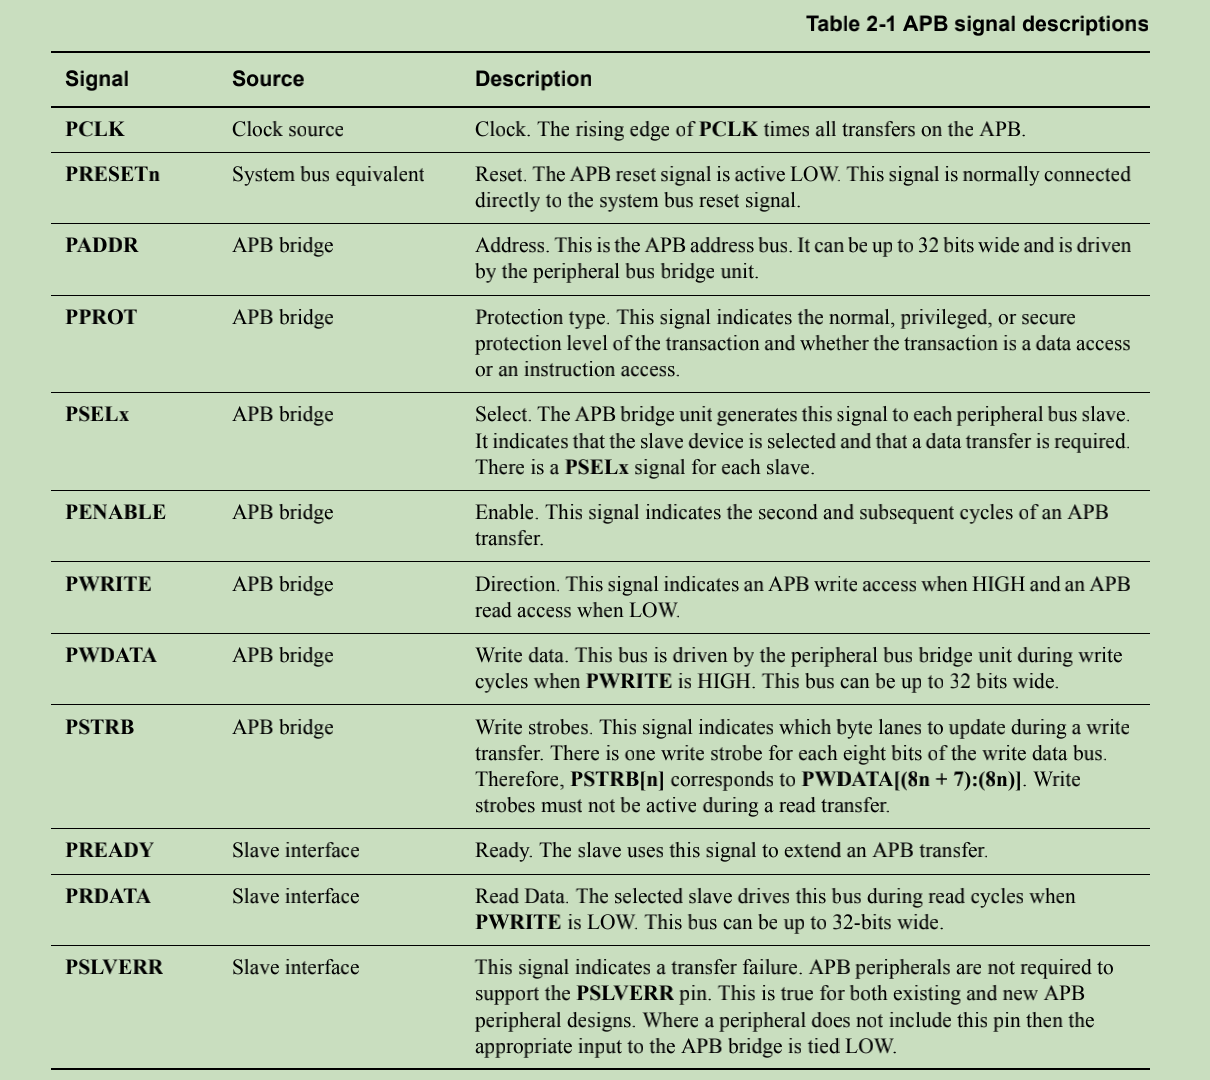 Table 2-1 APB signal descriptions
Signal Source Description
PCLK Clock source Clock. The rising edge of PCLK times all transfers on the APB.
PRESETn System bus equivalent Reset. The APB reset signal is active LOW. This signal is normally connected
directly to the system bus reset signal.
PADDR APB bridge Address. This is the APB address bus. It can be up to 32 bits wide and is driven
by the peripheral bus bridge unit.
PPROT APB bridge Protection type. This signal indicates the normal, privileged, or secure
protection level of the transaction and whether the transaction is a data access
or an instruction access.
PSELx APB bridge Select. The APB bridge unit generates this signal to each peripheral bus slave.
It indicates that the slave device is selected and that a data transfer is required.
There is a PSELx signal for each slave.
PENABLE APB bridge Enable. This signal indicates the second and subsequent cycles of an APB
transfer.
PWRITE APB bridge Direction. This signal indicates an APB write access when HIGH and an APB
read access when LOW.
PWDATA APB bridge Write data. This bus is driven by the peripheral bus bridge unit during write
cycles when PWRITE is HIGH. This bus can be up to 32 bits wide.
PSTRB APB bridge Write strobes. This signal indicates which byte lanes to update during a write
transfer. There is one write strobe for each eight bits of the write data bus.
Therefore, PSTRB[n] corresponds to PWDATA[(8n + 7):(8n)]. Write
strobes must not be active during a read transfer.
PREADY Slave interface Ready. The slave uses this signal to extend an APB transfer.
PRDATA Slave interface Read Data. The selected slave drives this bus during read cycles when
PWRITE is LOW. This bus can be up to 32-bits wide.
PSLVERR Slave interface This signal indicates a transfer failure. APB peripherals are not required to
support the PSLVERR pin. This is true for both existing and new APB
peripheral designs. Where a peripheral does not include this pin then the
appropriate input to the APB bridge is tied LOW.